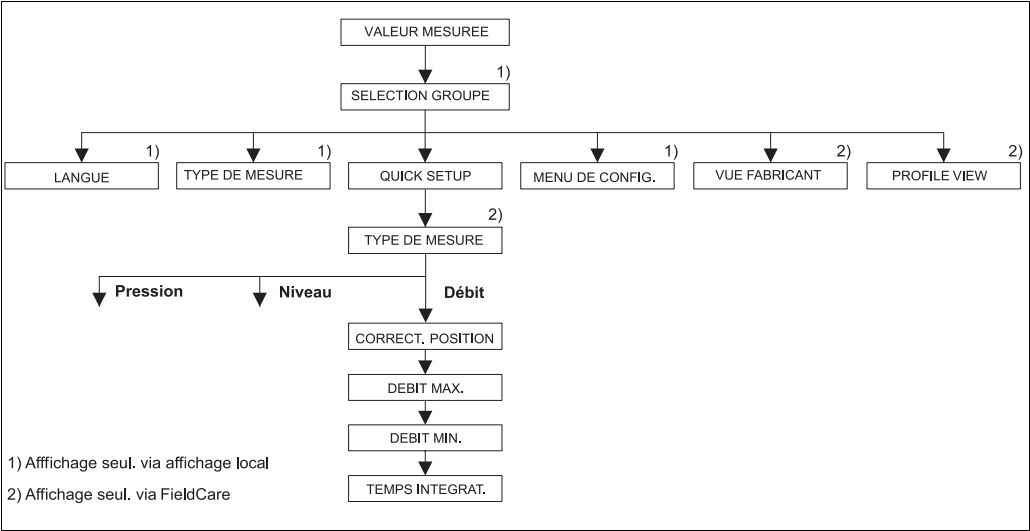 VALEUR MESUREE
1)
SELECTION GROUPE
1)
1)
1)
2)
2)
LANGUE
TYPE DE MESURE
QUICK SETUP
MENU DE CONFIG.
VUE FABRICANT
PROFILE VIEW
2)
TYPE DE MESURE
Pression
Niveau
Débit
CORRECT. POSITION
DEBIT MAX.
DEBIT MIN.
TEMPS INTEGRAT.
1) Afffichage seul. via affichage local
2) Affichage seul. via FieldCare